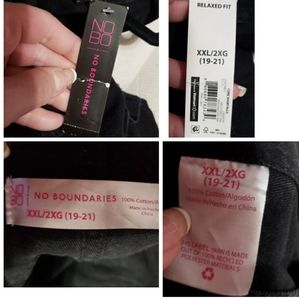 NO
BO
NO BOUNDARIES
RELAXED FIT
XXL/2XG
(19-21)
NO
BO
NO BOUNDARIES
XXL/2XG (19-21)
100% Cotton/Algodón
Made in/Hecho en
China
XXL/2XG
(19-21)
100% Cotton/Algodón
Made in/Hecho en China
THIS LABEL YARN IS MADE
OUT OF 100% RECYCLED
POLYESTER MATERIALS